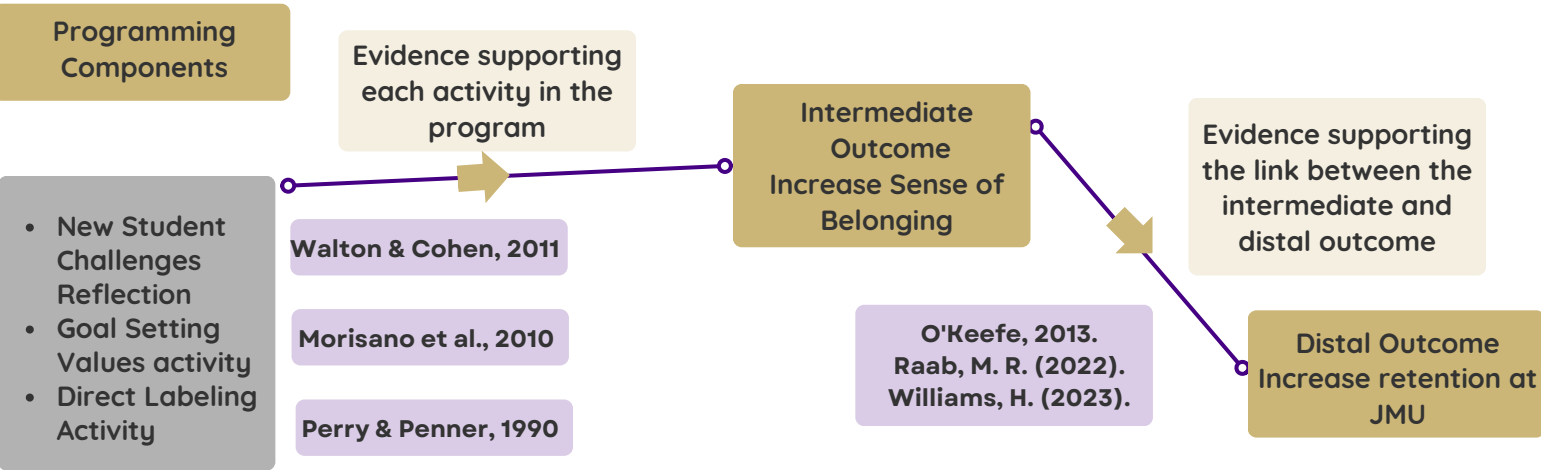 Programming
Components
Evidence supporting
each activity in the
program
• New Student
Challenges
Reflection
• Goal Setting
Values activity
• Direct Labeling
Activity
Walton & Cohen, 2011
Morisano et al., 2010
Perry & Penner, 1990
Intermediate
Outcome
Increase Sense of
Belonging
Evidence supporting
the link between the
intermediate and
distal outcome
O'Keefe, 2013.
Raab, M. R. (2022).
Williams, H. (2023).
Distal Outcome
Increase retention at
JMU